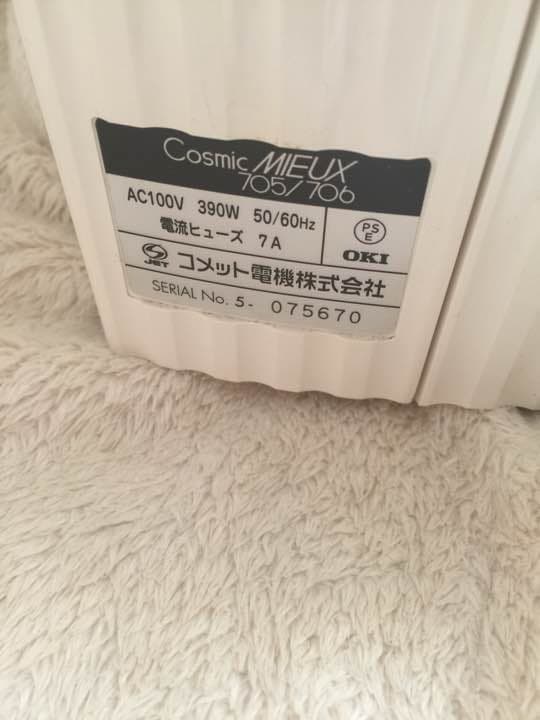 Cosmic MIEUX
705/706
AC100V 390W 50/60Hz
電流ヒューズ 7A
PS
E
OKI
JET コメット電機株式会社
SERIAL No. 5- 075670